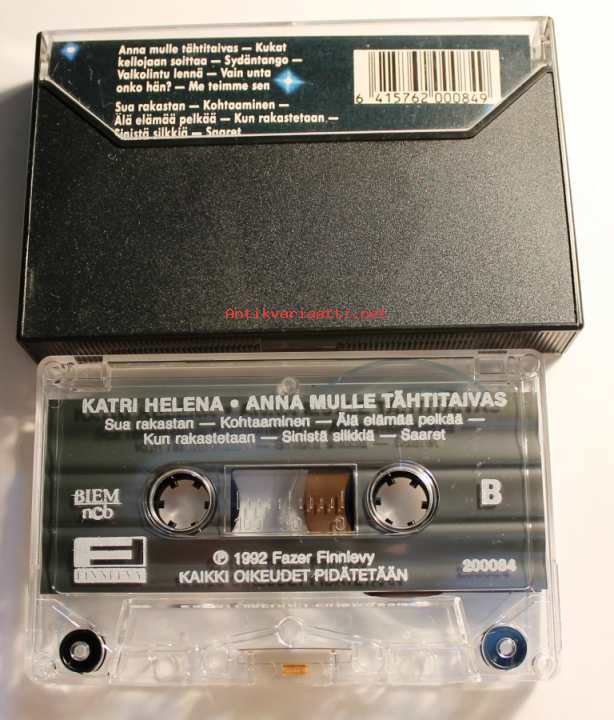 Anna mulle tähtitaivas — Kukat
kellojaan soittaa — Sydäntango —
Valkolintu lennä — Vain unta
onko hän? — Me teimme sen
Sua rakastan — Kohtaaminen —
Älä elämää pelkää — Kun rakastetaan —
Sinistä silkkiä — Saaret
6 415762 000849
Antikvariaatti.net
KATRI HELENA • ANNA MULLE TÄHTITAIVAS
Sua rakastan — Kohtaaminen — Älä elämää pelkää —
Kun rakastetaan — Sinistä silkkiä — Saaret
BIEM
ncb
B
FINNLEVY
℗ 1992 Fazer Finnlevy
200084
KAIKKI OIKEUDET PIDÄTETÄÄN